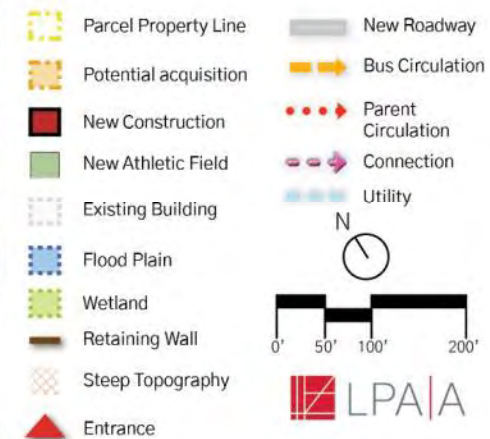 Parcel Property Line
Potential acquisition
New Construction
New Athletic Field
Existing Building
Flood Plain
Wetland
Retaining Wall
Steep Topography
Entrance
New Roadway
Bus Circulation
Parent
Circulation
Connection
Utility
N
0' 50' 100' 200'
LPA|A